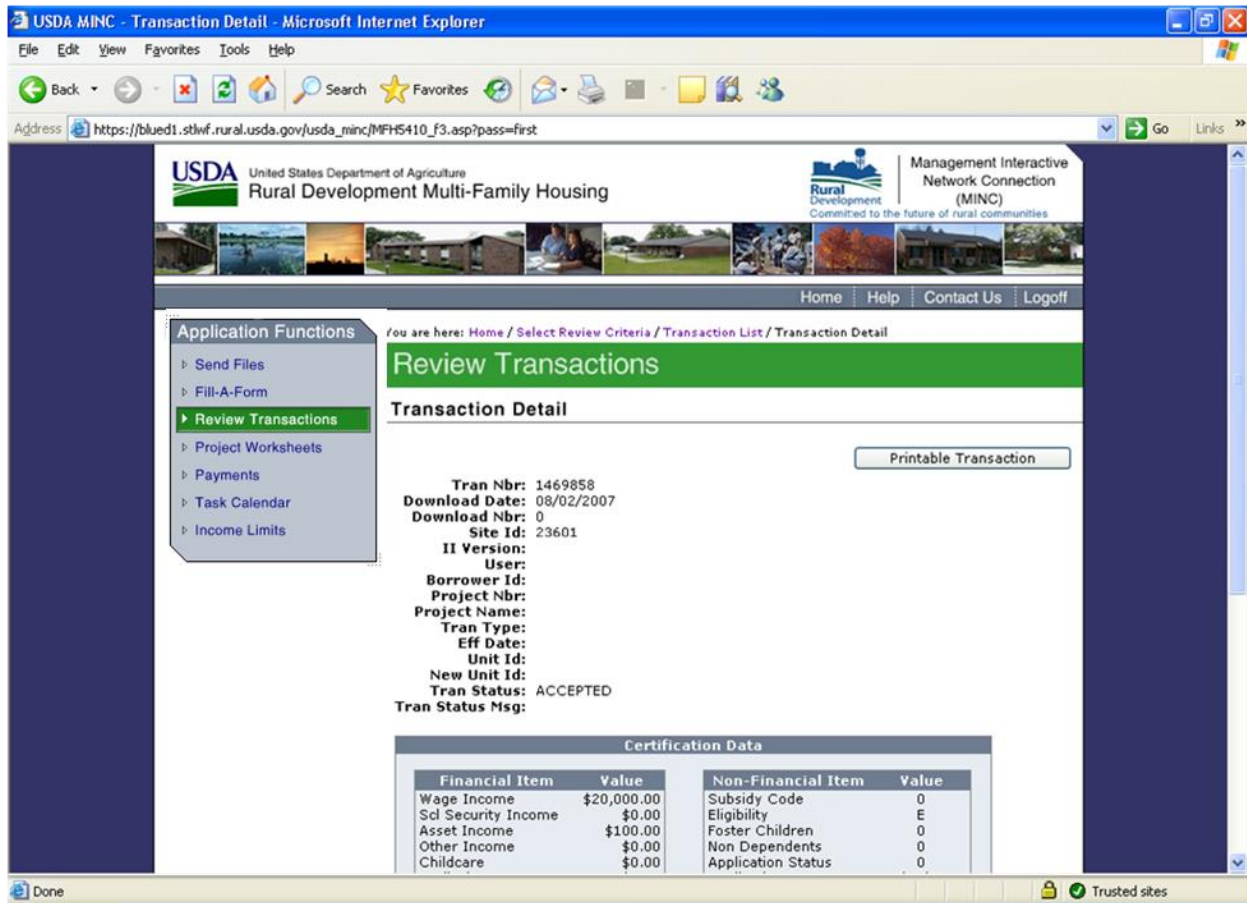 USDA MINC - Transaction Detail - Microsoft Internet Explorer
File Edit View Favorites Tools Help
Back Search Favorites
Address https://blued1.stlwf.rural.usda.gov/usda_minc/MFH5410_f3.asp?pass=first Go Links »
USDA United States Department of Agriculture
Rural Development Multi-Family Housing
Rural Development
Committed to the future of rural communities
Management Interactive
Network Connection
(MINC)
Home Help Contact Us Logoff
Application Functions
Send Files
Fill-A-Form
Review Transactions
Project Worksheets
Payments
Task Calendar
Income Limits
You are here: Home / Select Review Criteria / Transaction List / Transaction Detail
Review Transactions
Transaction Detail
Printable Transaction
Tran Nbr: 1469858
Download Date: 08/02/2007
Download Nbr: 0
Site Id: 23601
II Version:
User:
Borrower Id:
Project Nbr:
Project Name:
Tran Type:
Eff Date:
Unit Id:
New Unit Id:
Tran Status: ACCEPTED
Tran Status Msg:
Certification Data
Financial Item Value Non-Financial Item Value
Wage Income $20,000.00 Subsidy Code 0
Scl Security Income $0.00 Eligibility E
Asset Income $100.00 Foster Children 0
Other Income $0.00 Non Dependents 0
Childcare $0.00 Application Status 0
Done Trusted sites